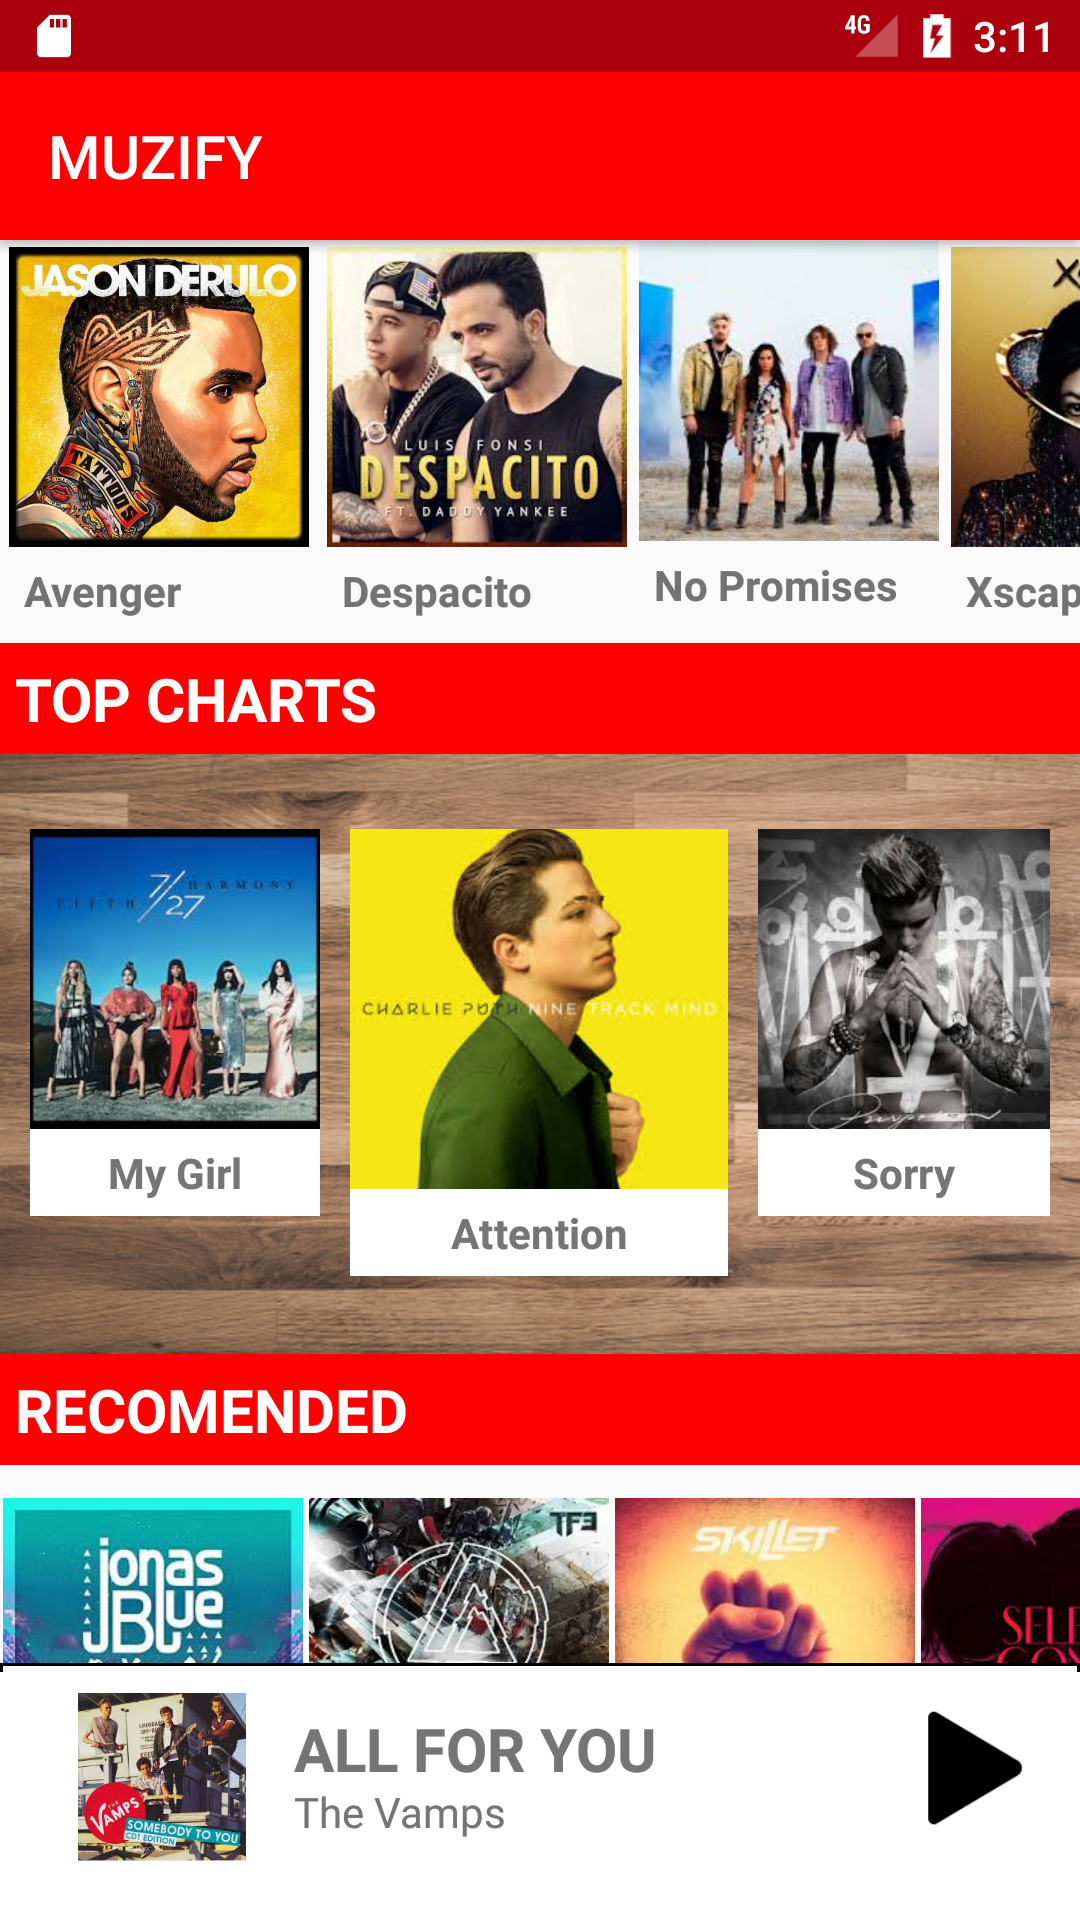 4G 3:11
MUZIFY
JASON DERULO
TATTOOS
LUIS FONSI
DESPACITO
FT. DADDY YANKEE
Avenger
Despacito
No Promises
Xscap
TOP CHARTS
7/27
FIFTH HARMONY
CHARLIE PUTH NINE TRACK MIND
Purpose
My Girl
Attention
Sorry
RECOMENDED
jonas
Blue
TF3
SKILLET
SELE
THE
VAMPS
SOMEBODY TO YOU
CD1 EDITION
ALL FOR YOU
The Vamps